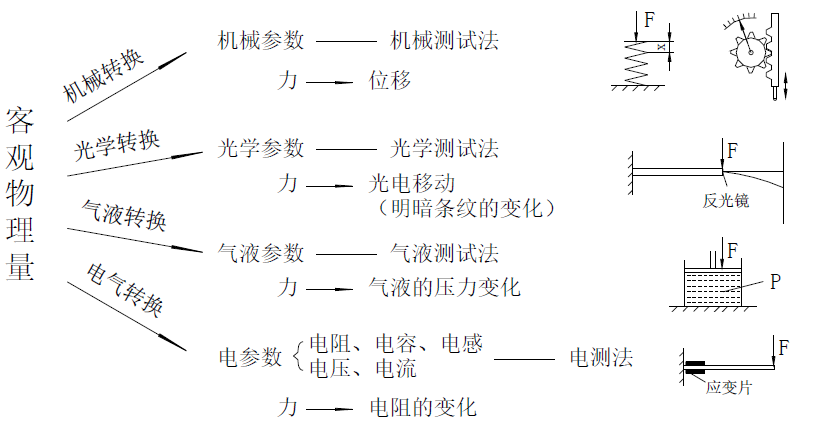 客观物理量
机械转换
机械参数 机械测试法
力 位移
F
x
光学转换
光学参数 光学测试法
力 光电移动
(明暗条纹的变化)
F
反光镜
气液转换
气液参数 气液测试法
力 气液的压力变化
F
P
电气转换
电参数 电阻、电容、电感
电压、电流
电测法
力 电阻的变化
F
应变片